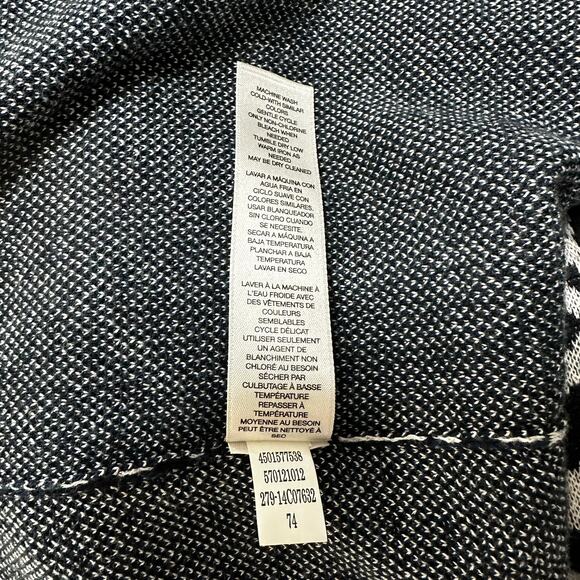 MACHINE WASH
COLD-WITH SIMILAR
COLORS
GENTLE CYCLE
ONLY NON-CHLORINE
BLEACH WHEN
NEEDED
TUMBLE DRY LOW
WARM IRON AS
NEEDED
MAY BE DRY CLEANED
LAVAR A MÁQUINA CON
AGUA FRIA EN
CICLO SUAVE CON
COLORES SIMILARES,
USAR BLANQUEADOR
SIN CLORO CUANDO
SE NECESITE.
SECAR A MÁQUINA A
BAJA TEMPERATURA
PLANCHAR A BAJA
TEMPERATURA
LAVAR EN SECO
LAVER À LA MACHINE À
L'EAU FROIDE AVEC
DES VÊTEMENTS DE
COULEURS
SEMBLABLES
CYCLE DÉLICAT
UTILISER SEULEMENT
UN AGENT DE
BLANCHIMENT NON
CHLORÉ AU BESOIN
SÉCHER PAR
CULBUTAGE À BASSE
TEMPÉRATURE
REPASSER À
TEMPÉRATURE
MOYENNE AU BESOIN
PEUT ÊTRE NETTOYÉ À
SEC
4501577538
570121012
279-14C07632
74